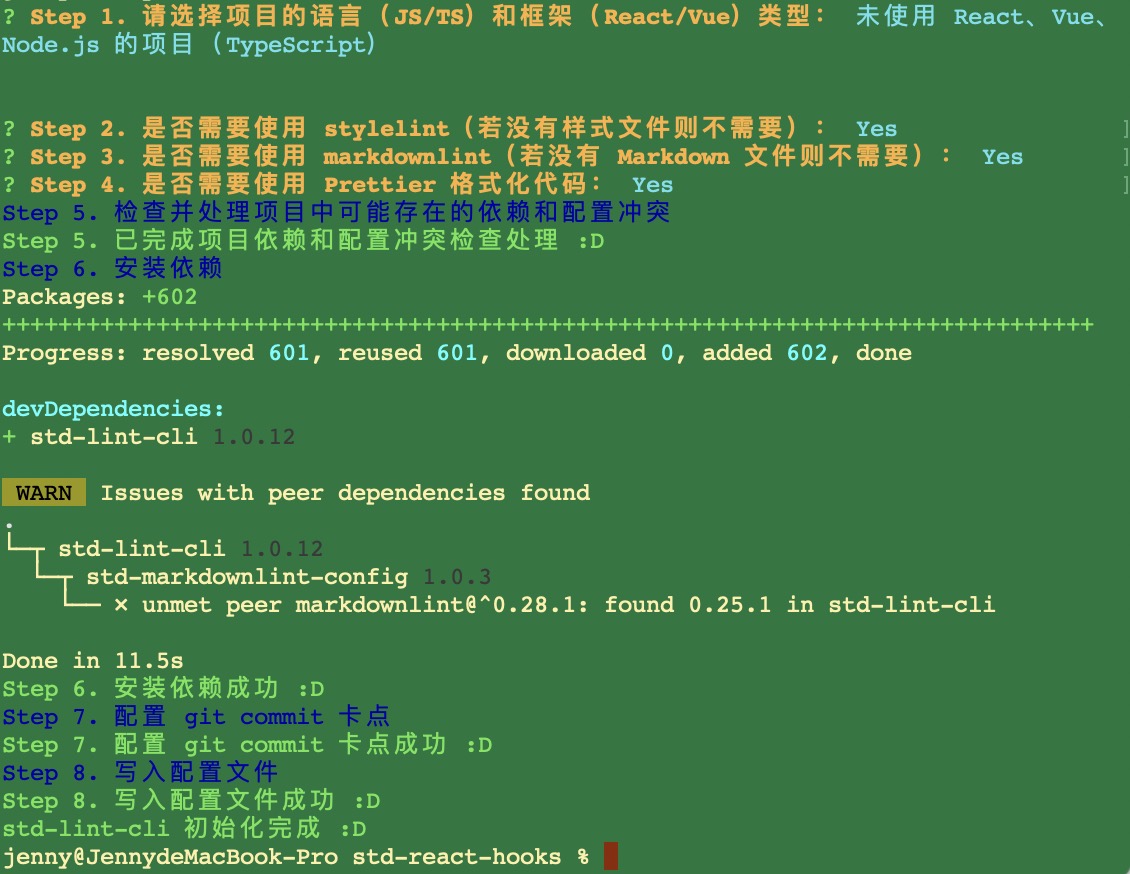 ? Step 1. 请选择项目的语言（JS/TS）和框架（React/Vue）类型： 未使用 React、Vue、
Node.js 的项目（TypeScript）
? Step 2. 是否需要使用 stylelint（若没有样式文件则不需要）： Yes ]
? Step 3. 是否需要使用 markdownlint（若没有 Markdown 文件则不需要）： Yes ]
? Step 4. 是否需要使用 Prettier 格式化代码： Yes ]
Step 5. 检查并处理项目中可能存在的依赖和配置冲突
Step 5. 已完成项目依赖和配置冲突检查处理 :D
Step 6. 安装依赖
Packages: +602
++++++++++++++++++++++++++++++++++++++++++++++++++++++++++++++++++++++++++++++
Progress: resolved 601, reused 601, downloaded 0, added 602, done
devDependencies:
+ std-lint-cli 1.0.12
WARN Issues with peer dependencies found
.
└─┬ std-lint-cli 1.0.12
  └─┬ std-markdownlint-config 1.0.3
    └── ✕ unmet peer markdownlint@^0.28.1: found 0.25.1 in std-lint-cli
Done in 11.5s
Step 6. 安装依赖成功 :D
Step 7. 配置 git commit 卡点
Step 7. 配置 git commit 卡点成功 :D
Step 8. 写入配置文件
Step 8. 写入配置文件成功 :D
std-lint-cli 初始化完成 :D
jenny@JennydeMacBook-Pro std-react-hooks %